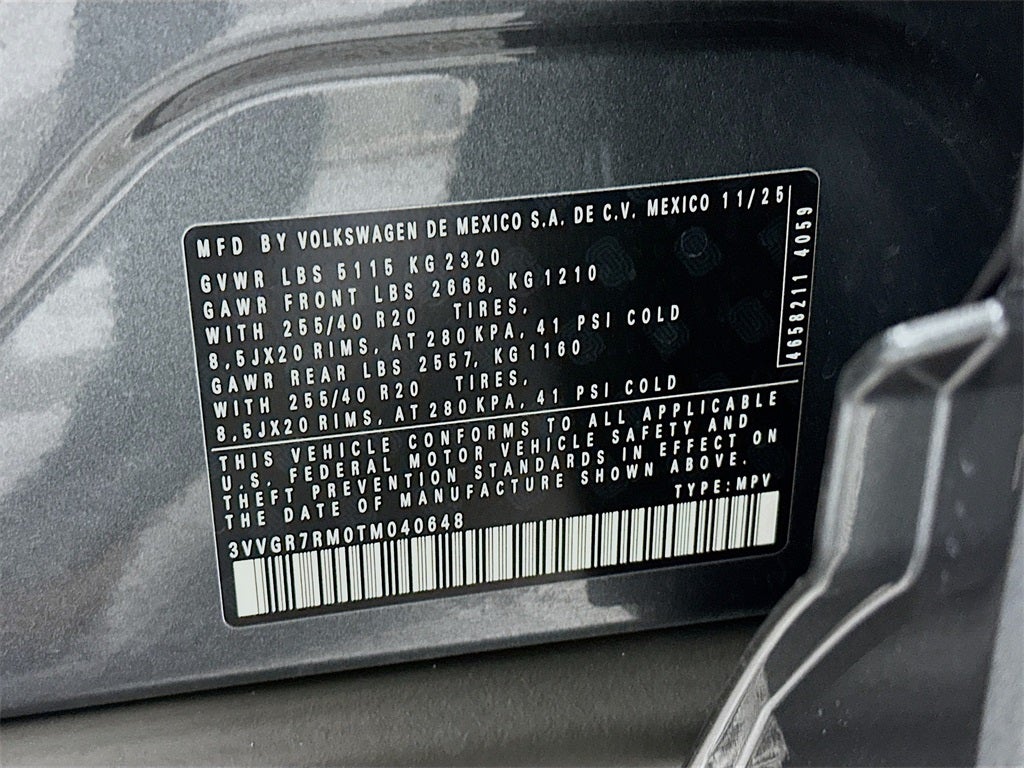 MFD BY VOLKSWAGEN DE MEXICO S.A. DE C.V. MEXICO 11/25
GVWR LBS 5115 KG 2320
GAWR FRONT LBS 2668, KG 1210
WITH 255/40 R20 TIRES,
8,5JX20 RIMS, AT 280 KPA, 41 PSI COLD
GAWR REAR LBS 2557, KG 1160
WITH 255/40 R20 TIRES,
8,5JX20 RIMS, AT 280 KPA, 41 PSI COLD
4658211 4059
THIS VEHICLE CONFORMS TO ALL APPLICABLE
U.S. FEDERAL MOTOR VEHICLE SAFETY AND
THEFT PREVENTION STANDARDS IN EFFECT ON
THE DATE OF MANUFACTURE SHOWN ABOVE.
TYPE:MPV
3VVGR7RM0TM040648